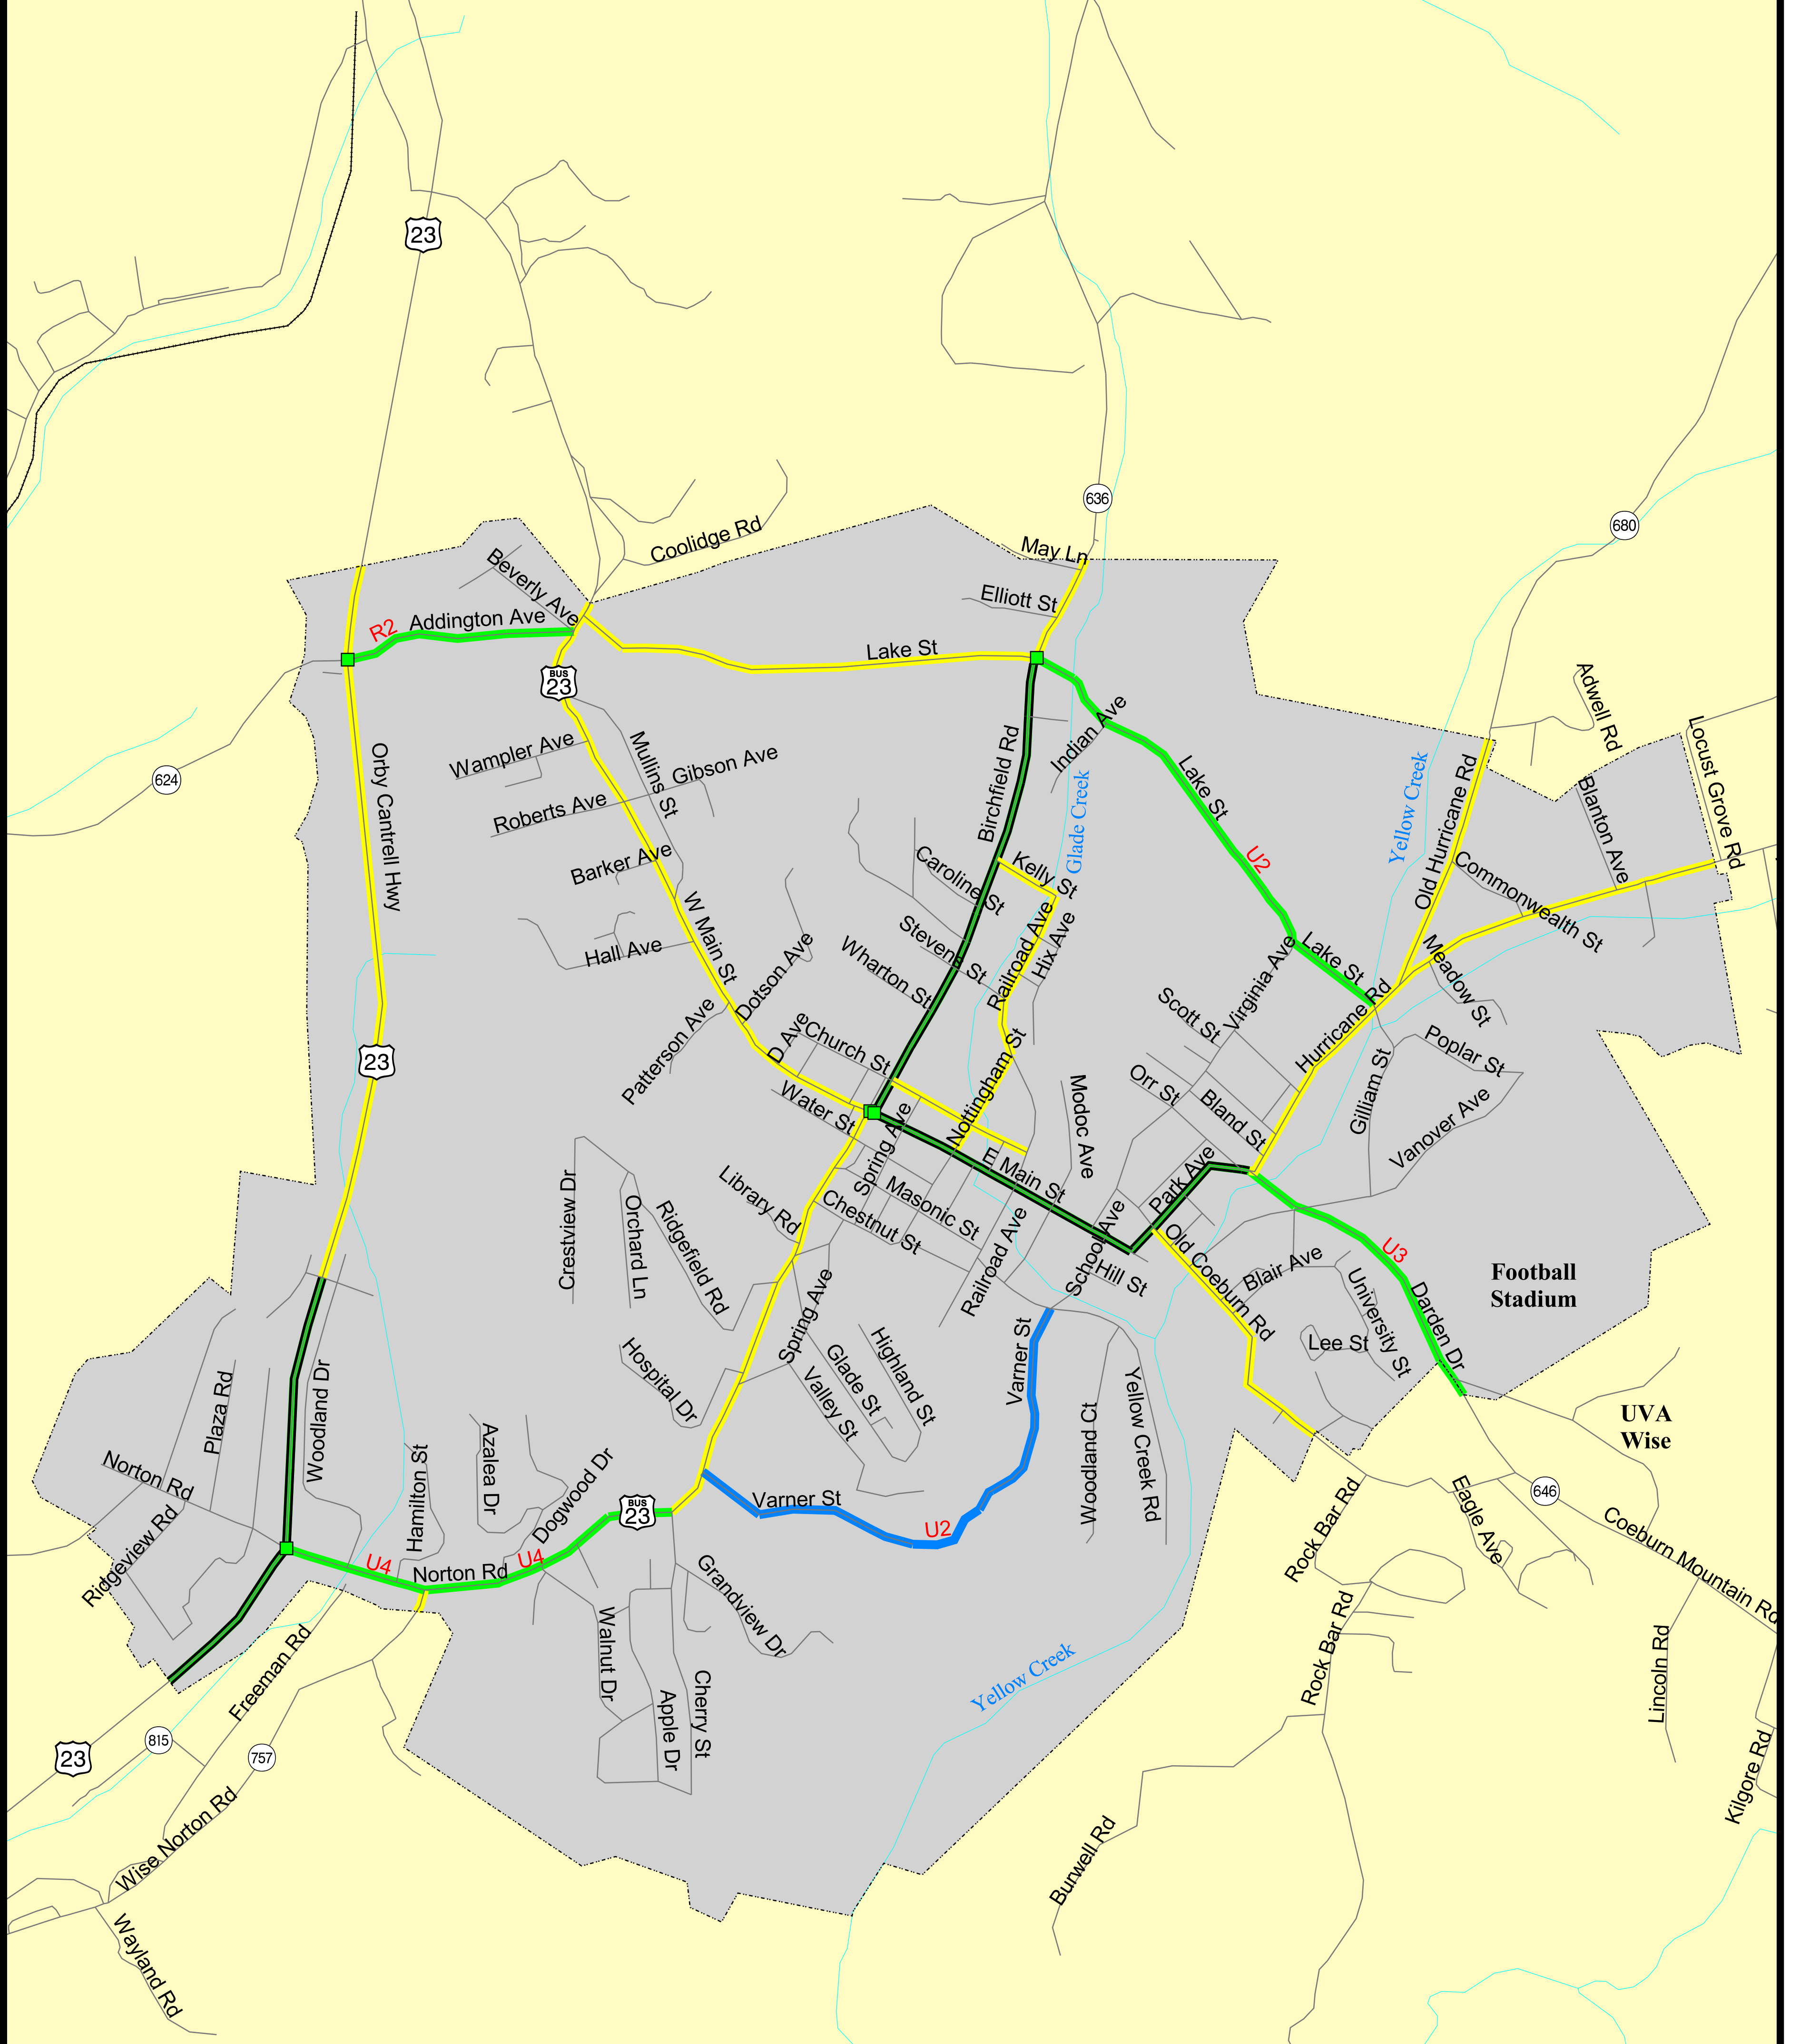 23
636
680
Coolidge Rd
May Ln
Beverly Ave
Elliott St
R2
Addington Ave
Lake St
BUS
23
Adwell Rd
Indian Ave
Locust Grove Rd
Orby Cantrell Hwy
Wampler Ave
Mullins St
Gibson Ave
Birchfield Rd
Lake St
Yellow Creek
Old Hurricane Rd
Blanton Ave
624
Roberts Ave
Glade Creek
U2
Barker Ave
Caroline St
Kelly St
Commonwealth St
W Main St
Hall Ave
Dotson Ave
Wharton St
Stevens St
Railroad Ave
Hix Ave
Virginia Ave
Lake St
Meadow St
Scott St
Hurricane Rd
Patterson Ave
D Ave
Church St
23
Poplar St
Water St
Nottingham St
Modoc Ave
Orr St
Bland St
Gilliam St
Vanover Ave
Spring Ave
E Main St
Park Ave
Crestview Dr
Orchard Ln
Ridgefield Rd
Library Rd
Chestnut St
Masonic St
Railroad Ave
School Ave
Hill St
Old Coeburn Rd
Blair Ave
U3
Football
Stadium
University St
Darden Dr
Lee St
Spring Ave
Hospital Dr
Glade St
Highland St
Valley St
Varner St
Woodland Ct
Yellow Creek Rd
UVA
Wise
Plaza Rd
Woodland Dr
Norton Rd
Ridgeview Rd
Hamilton St
Azalea Dr
Dogwood Dr
BUS
23
Varner St
U2
Rock Bar Rd
Eagle Ave
646
Coeburn Mountain Rd
U4
Norton Rd
U4
Grandview Dr
Walnut Dr
Apple Dr
Cherry St
Freeman Rd
Yellow Creek
Rock Bar Rd
Lincoln Rd
Kilgore Rd
23
815
757
Wise Norton Rd
Burwell Rd
Wayland Rd